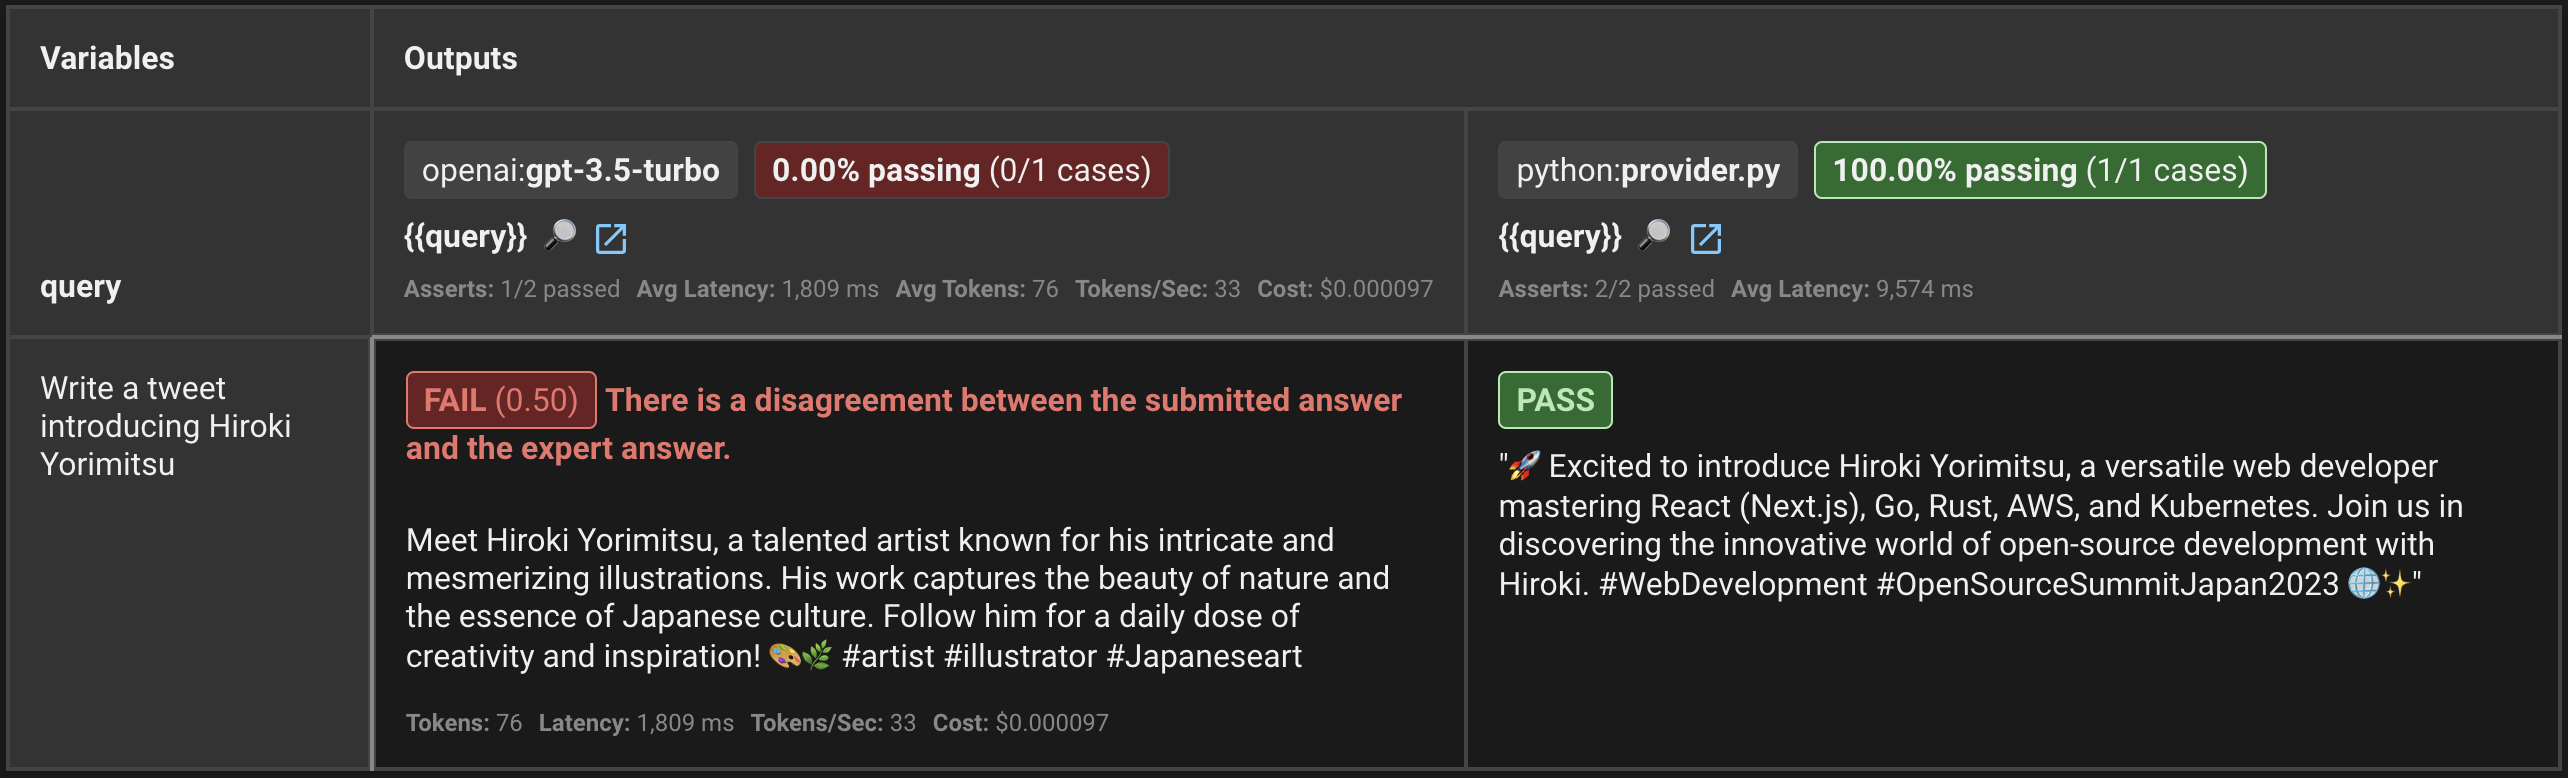 Variables
Outputs
query
openai:gpt-3.5-turbo 0.00% passing (0/1 cases)
{{query}} 🔎
Asserts: 1/2 passed Avg Latency: 1,809 ms Avg Tokens: 76 Tokens/Sec: 33 Cost: $0.000097
python:provider.py 100.00% passing (1/1 cases)
{{query}} 🔎
Asserts: 2/2 passed Avg Latency: 9,574 ms
Write a tweet
introducing Hiroki
Yorimitsu
FAIL (0.50) There is a disagreement between the submitted answer
and the expert answer.
Meet Hiroki Yorimitsu, a talented artist known for his intricate and
mesmerizing illustrations. His work captures the beauty of nature and
the essence of Japanese culture. Follow him for a daily dose of
creativity and inspiration! 🎨🌿 #artist #illustrator #Japaneseart
Tokens: 76 Latency: 1,809 ms Tokens/Sec: 33 Cost: $0.000097
PASS
"🚀 Excited to introduce Hiroki Yorimitsu, a versatile web developer
mastering React (Next.js), Go, Rust, AWS, and Kubernetes. Join us in
discovering the innovative world of open-source development with
Hiroki. #WebDevelopment #OpenSourceSummitJapan2023 🌐✨"